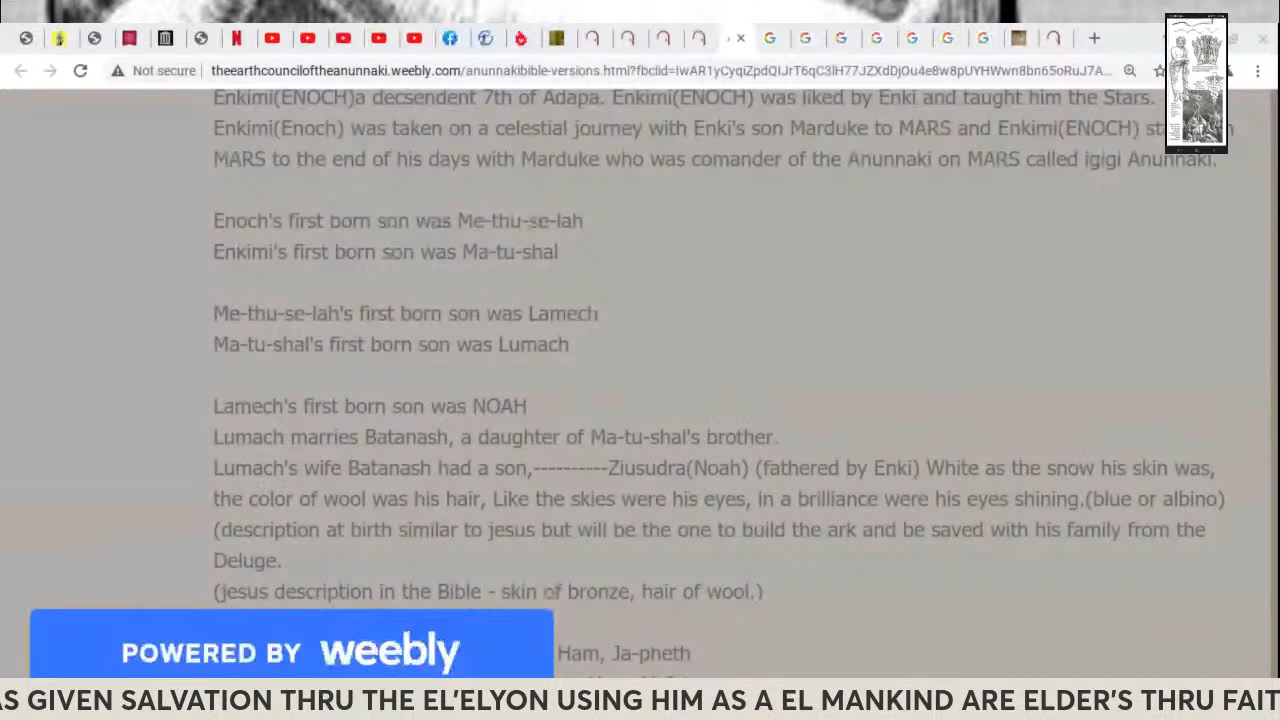 Not secure
theearthcounciloftheanunnaki.weebly.com/anunnakibible-versions.html?fbclid=
Enkimi(ENOCH)a decsendent 7th of Adapa. Enkimi(ENOCH) was liked by Enki and taught him the Stars.
Enkimi(Enoch) was taken on a celestial journey with Enki's son Marduke to MARS and Enkimi(ENOCH)
MARS to the end of his days with Marduke who was comander of the Anunnaki on MARS called igigi Anunnaki.
Enoch's first born son was Me-thu-se-lah
Enkimi's first born son was Ma-tu-shal
Me-thu-se-lah's first born son was Lamech
Ma-tu-shal's first born son was Lumach
Lamech's first born son was NOAH
Lumach marries Batanash, a daughter of Ma-tu-shal's brother.
Lumach's wife Batanash had a son,----------Ziusudra(Noah) (fathered by Enki) White as the snow his skin was,
the color of wool was his hair, Like the skies were his eyes, in a brilliance were his eyes shining.(blue or albino)
(description at birth similar to jesus but will be the one to build the ark and be saved with his family from the
Deluge.
(jesus description in the Bible - skin of bronze, hair of wool.)
Ham, Ja-pheth
POWERED BY weebly
AS GIVEN SALVATION THRU THE EL'ELYON USING HIM AS A EL MANKIND ARE ELDER'S THRU FAIT